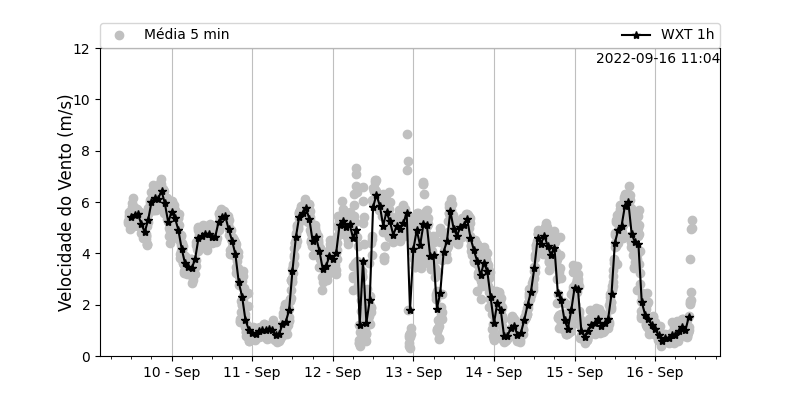 Média 5 min
WXT 1h
2022-09-16 11:04
Velocidade do Vento (m/s)
12
10
8
6
4
2
0
10 - Sep
11 - Sep
12 - Sep
13 - Sep
14 - Sep
15 - Sep
16 - Sep